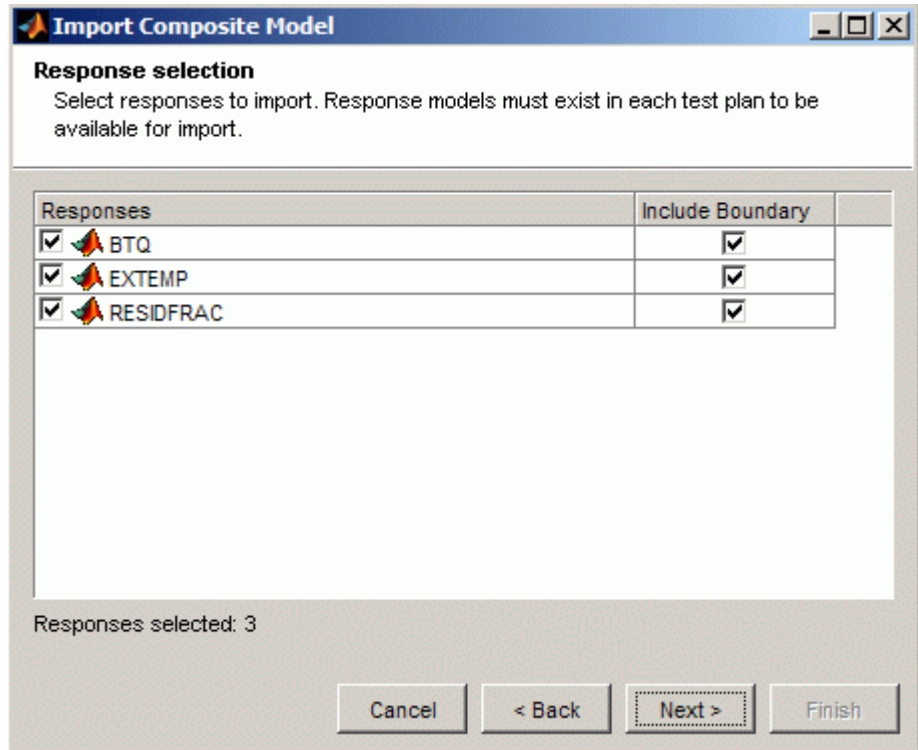 Import Composite Model
Response selection
Select responses to import. Response models must exist in each test plan to be
available for import.
Responses Include Boundary
BTQ
EXTEMP
RESIDFRAC
Responses selected: 3
Cancel < Back Next > Finish